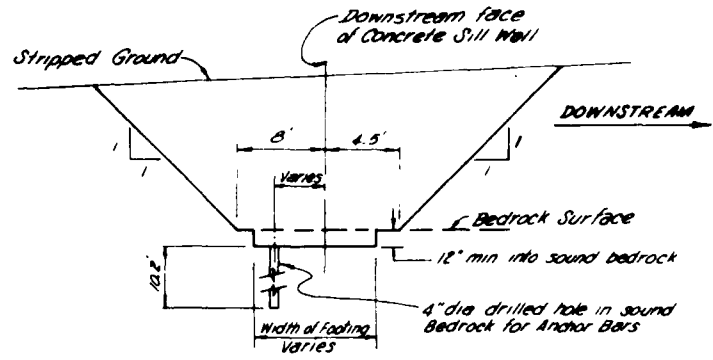 Downstream face
of Concrete Sill Wall
Stripped Ground
DOWNSTREAM
8'
4.5'
1
1
1
1
Varies
Bedrock Surface
12" min into sound bedrock
10.2'
4" dia drilled hole in sound
Bedrock for Anchor Bars
Width of Footing
Varies